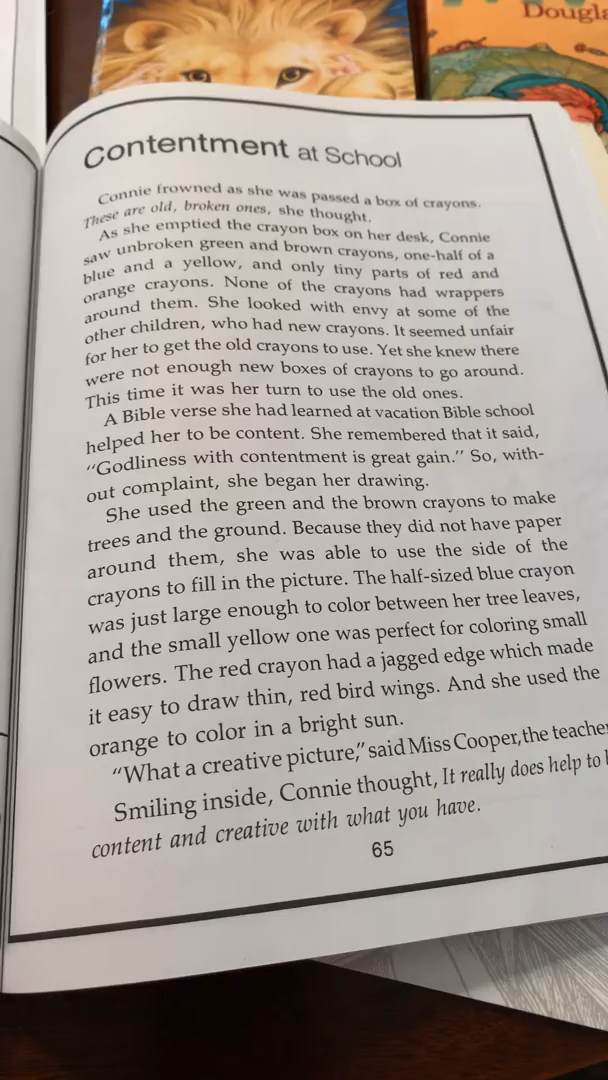 Dougla
Contentment at School
Connie frowned as she was passed a box of crayons.
These are old, broken ones, she thought.
As she emptied the crayon box on her desk, Connie
saw unbroken green and brown crayons, one-half of a
blue and a yellow, and only tiny parts of red and
orange crayons. None of the crayons had wrappers
around them. She looked with envy at some of the
other children, who had new crayons. It seemed unfair
for her to get the old crayons to use. Yet she knew there
were not enough new boxes of crayons to go around.
This time it was her turn to use the old ones.
A Bible verse she had learned at vacation Bible school
helped her to be content. She remembered that it said,
“Godliness with contentment is great gain.” So, with-
out complaint, she began her drawing.
She used the green and the brown crayons to make
trees and the ground. Because they did not have paper
around them, she was able to use the side of the
crayons to fill in the picture. The half-sized blue crayon
was just large enough to color between her tree leaves,
and the small yellow one was perfect for coloring small
flowers. The red crayon had a jagged edge which made
it easy to draw thin, red bird wings. And she used the
orange to color in a bright sun.
“What a creative picture,” said Miss Cooper, the teacher
Smiling inside, Connie thought, It really does help to
content and creative with what you have.
65